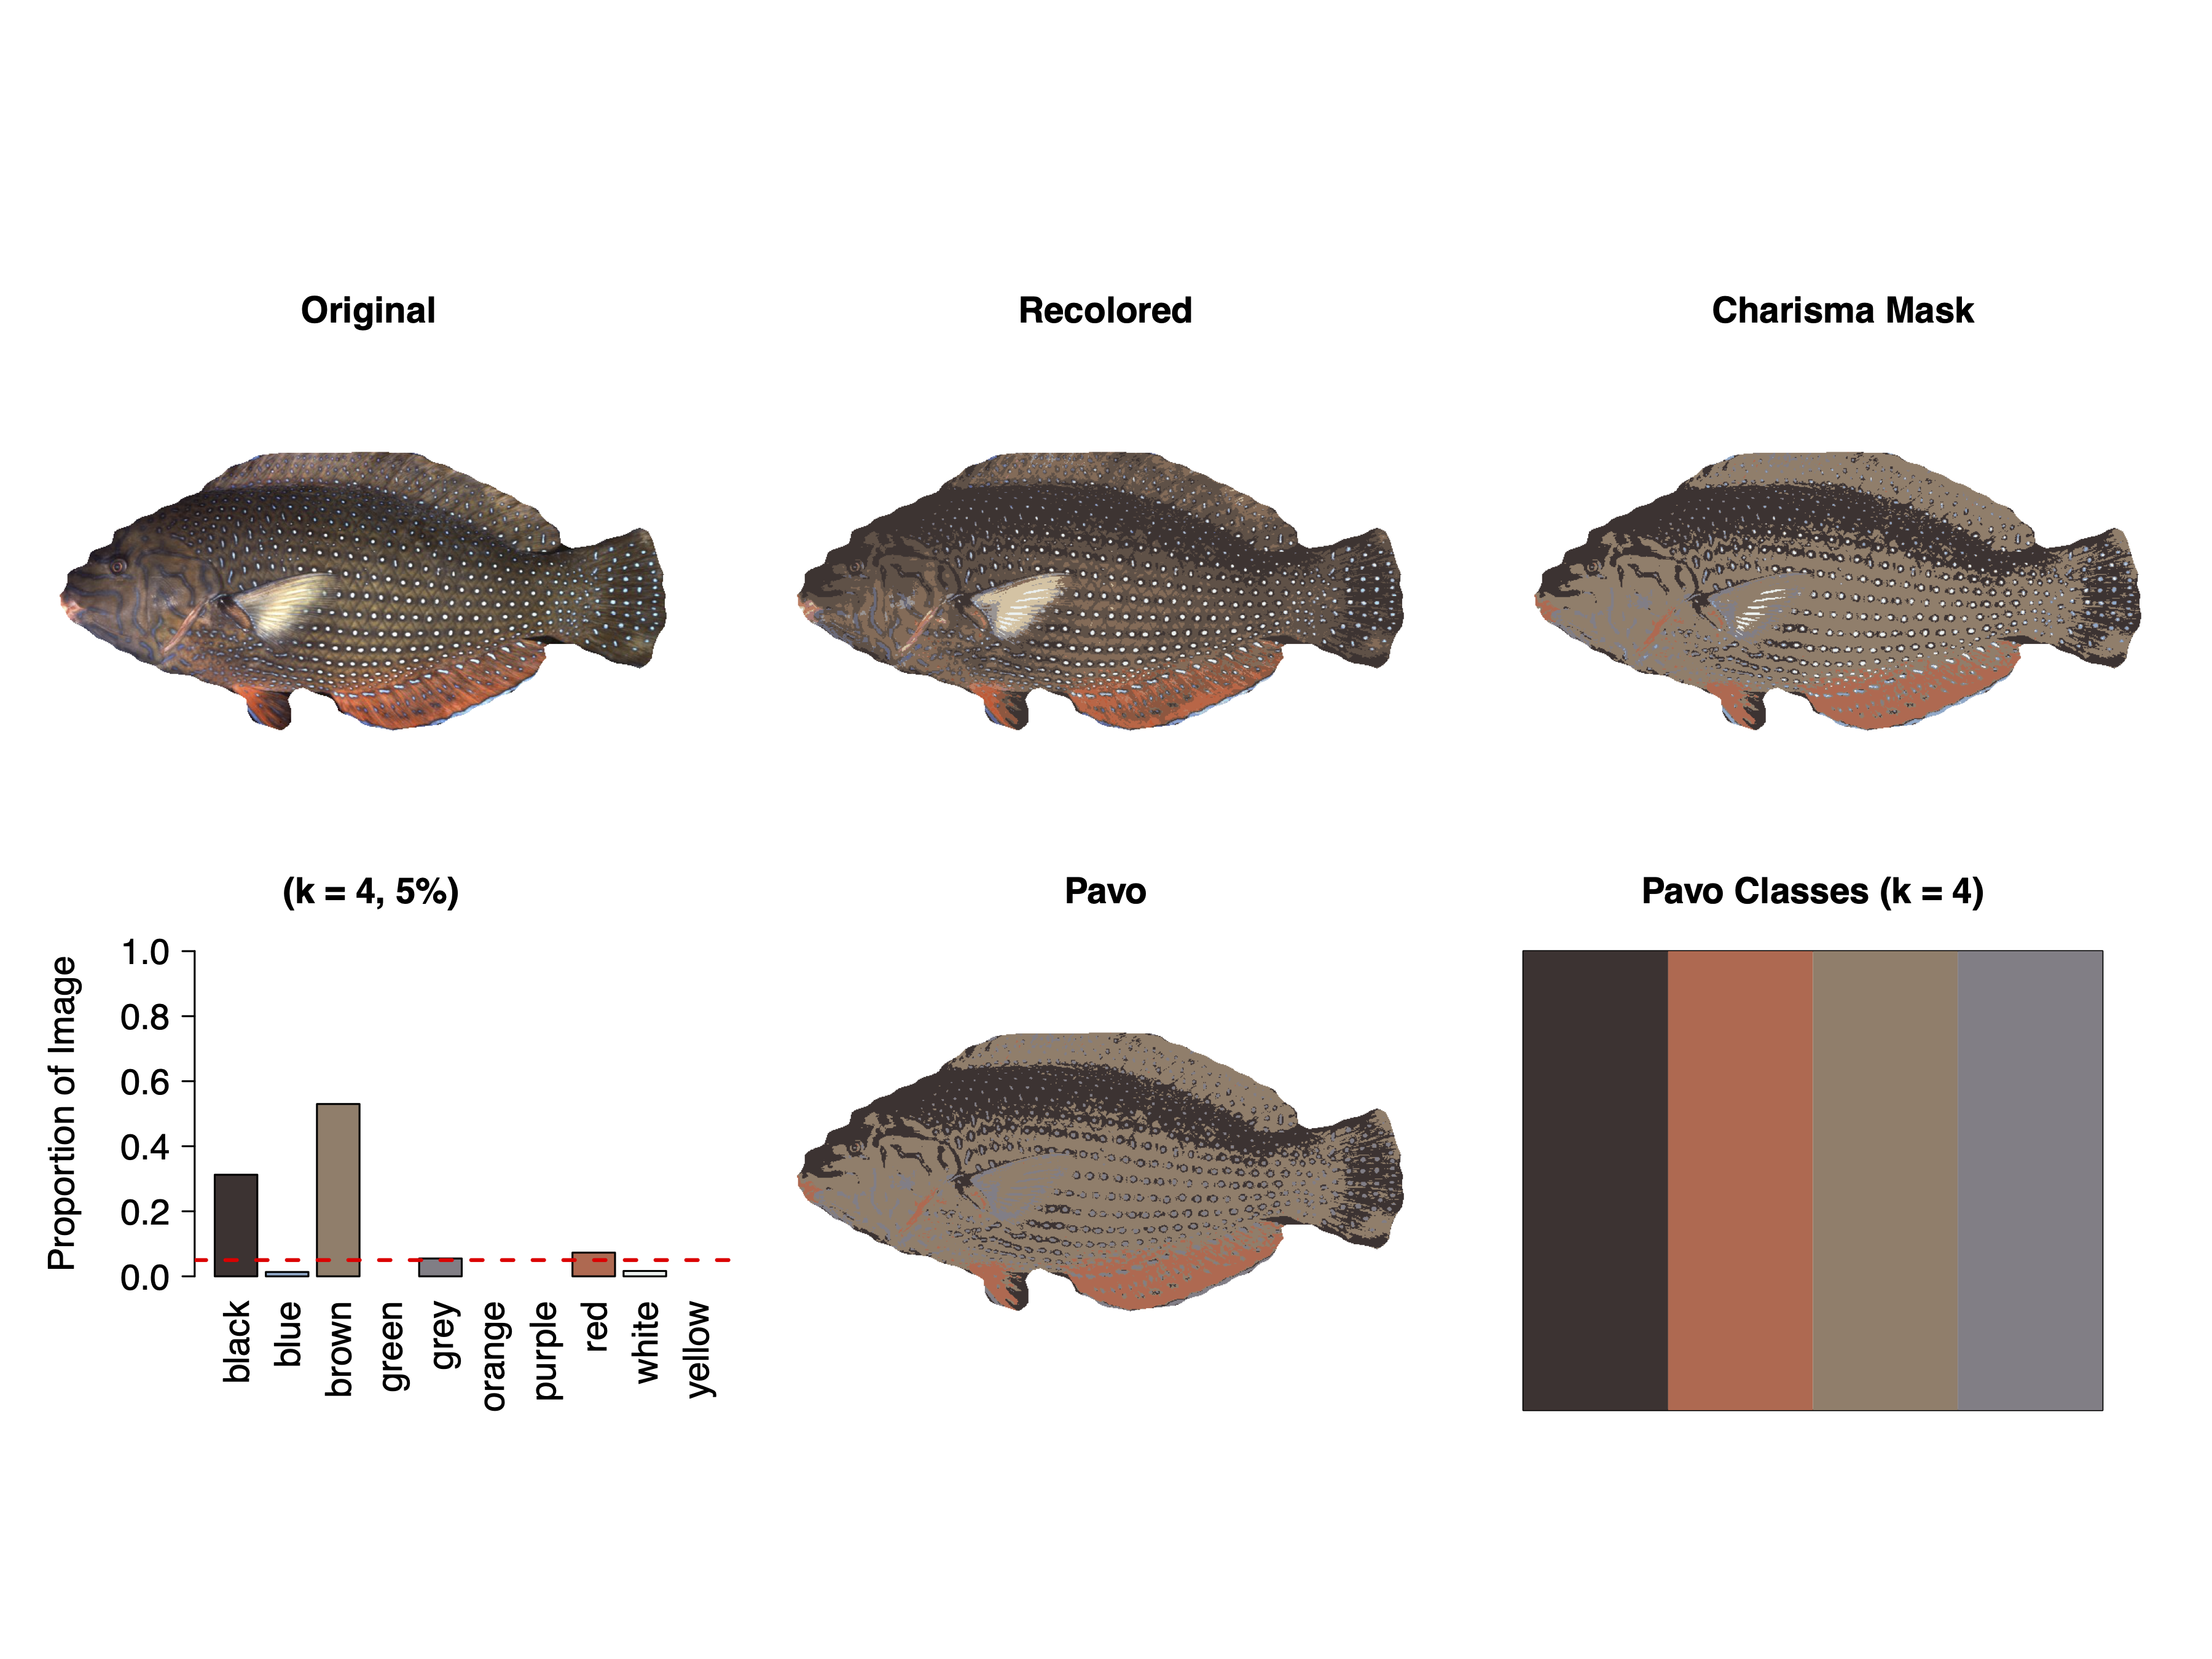 Original
Recolored
Charisma Mask
(k = 4, 5%)
Proportion of Image
1.0
0.8
0.6
0.4
0.2
0.0
black
blue
brown
green
grey
orange
purple
red
white
yellow
Pavo
Pavo Classes (k = 4)